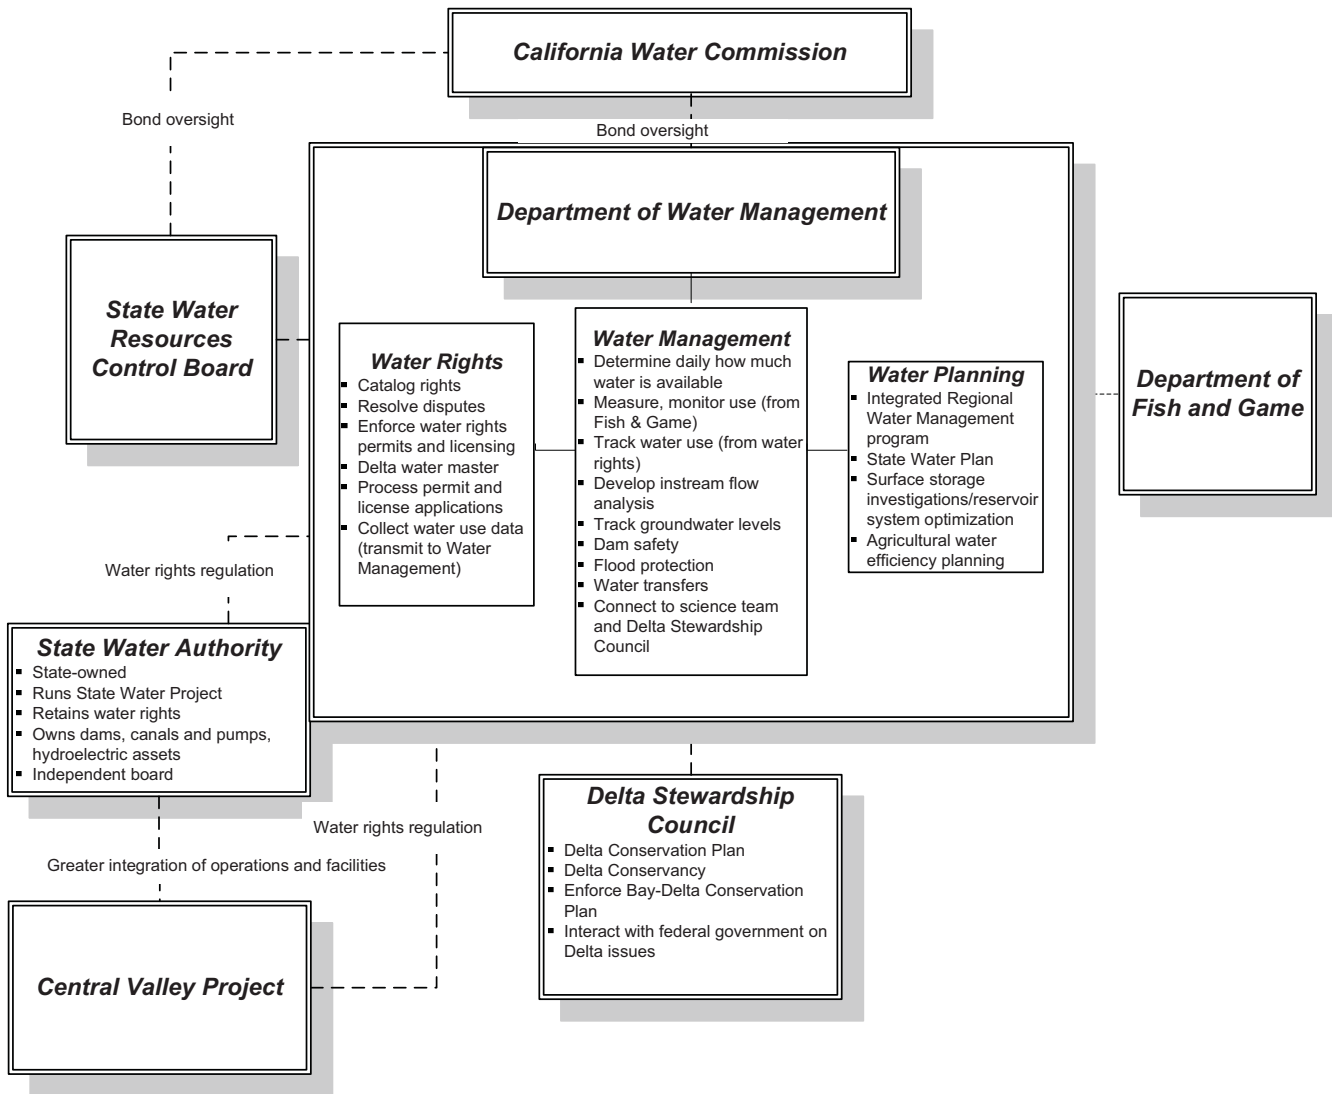 California Water Commission
Bond oversight
Bond oversight
Department of Water Management
State Water
Resources
Control Board
Water Rights
▪ Catalog rights
▪ Resolve disputes
▪ Enforce water rights
permits and licensing
▪ Delta water master
▪ Process permit and
license applications
▪ Collect water use data
(transmit to Water
Management)
Water Management
▪ Determine daily how much
water is available
▪ Measure, monitor use (from
Fish & Game)
▪ Track water use (from water
rights)
▪ Develop instream flow
analysis
▪ Track groundwater levels
▪ Dam safety
▪ Flood protection
▪ Water transfers
▪ Connect to science team
and Delta Stewardship
Council
Water Planning
▪ Integrated Regional
Water Management
program
▪ State Water Plan
▪ Surface storage
investigations/reservoir
system optimization
▪ Agricultural water
efficiency planning
Department of
Fish and Game
Water rights regulation
State Water Authority
▪ State-owned
▪ Runs State Water Project
▪ Retains water rights
▪ Owns dams, canals and pumps,
hydroelectric assets
▪ Independent board
Water rights regulation
Greater integration of operations and facilities
Central Valley Project
Delta Stewardship
Council
▪ Delta Conservation Plan
▪ Delta Conservancy
▪ Enforce Bay-Delta Conservation
Plan
▪ Interact with federal government on
Delta issues